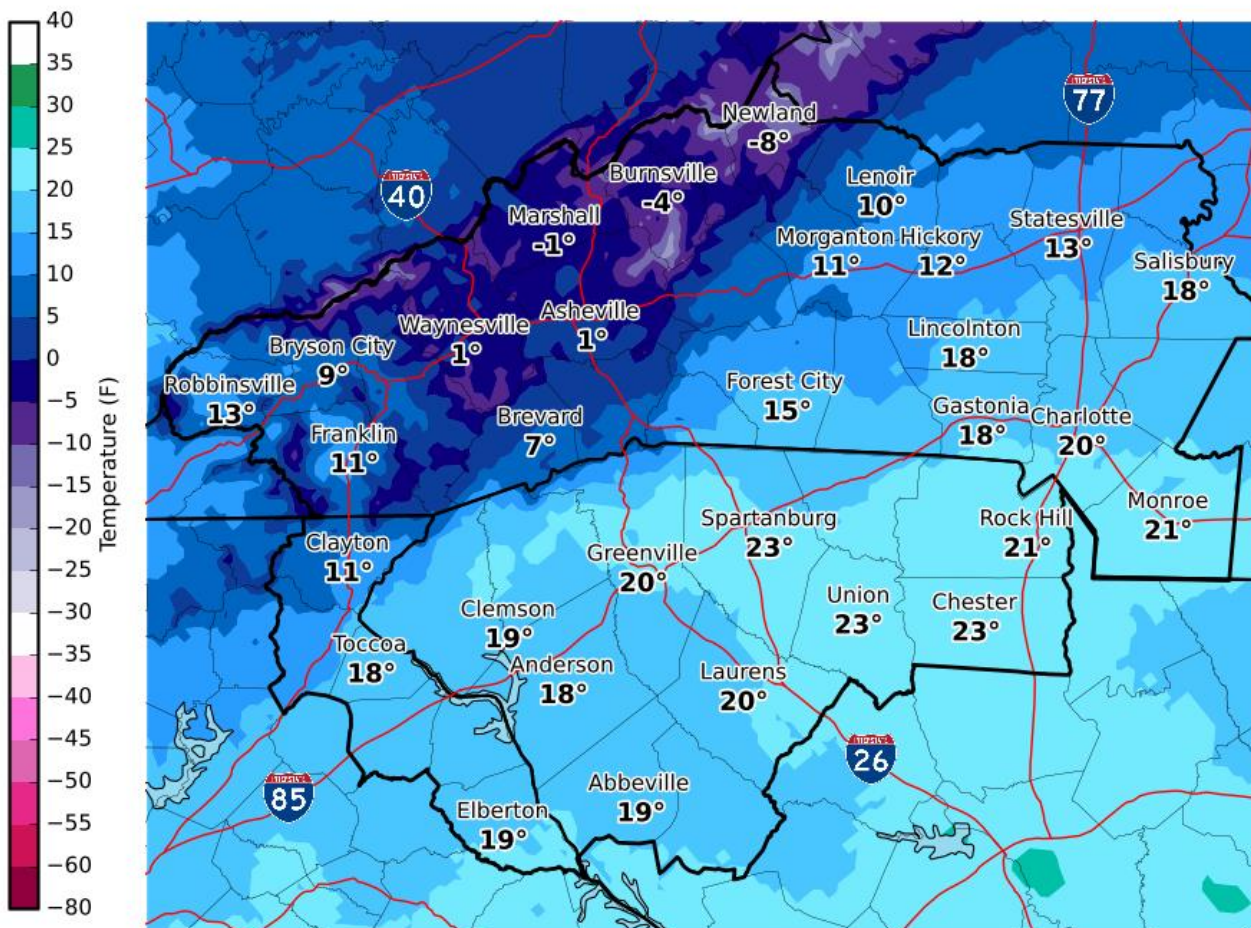 40
35
30
25
20
15
10
5
0
−5
−10
−15
−20
−25
−30
−35
−40
−45
−50
−55
−60
−80
Temperature (F)
INTERSTATE
77
Newland
-8°
INTERSTATE
40
Burnsville
-4°
Lenoir
10°
Marshall
-1°
Statesville
13°
Morganton
11°
Hickory
12°
Salisbury
18°
Asheville
1°
Waynesville
1°
Lincolnton
18°
Bryson City
9°
Robbinsville
13°
Forest City
15°
Gastonia
18°
Charlotte
20°
Brevard
7°
Franklin
11°
Monroe
21°
Spartanburg
23°
Rock Hill
21°
Clayton
11°
Greenville
20°
Union
23°
Chester
23°
Clemson
19°
Toccoa
18°
Anderson
18°
Laurens
20°
INTERSTATE
26
INTERSTATE
85
Abbeville
19°
Elberton
19°